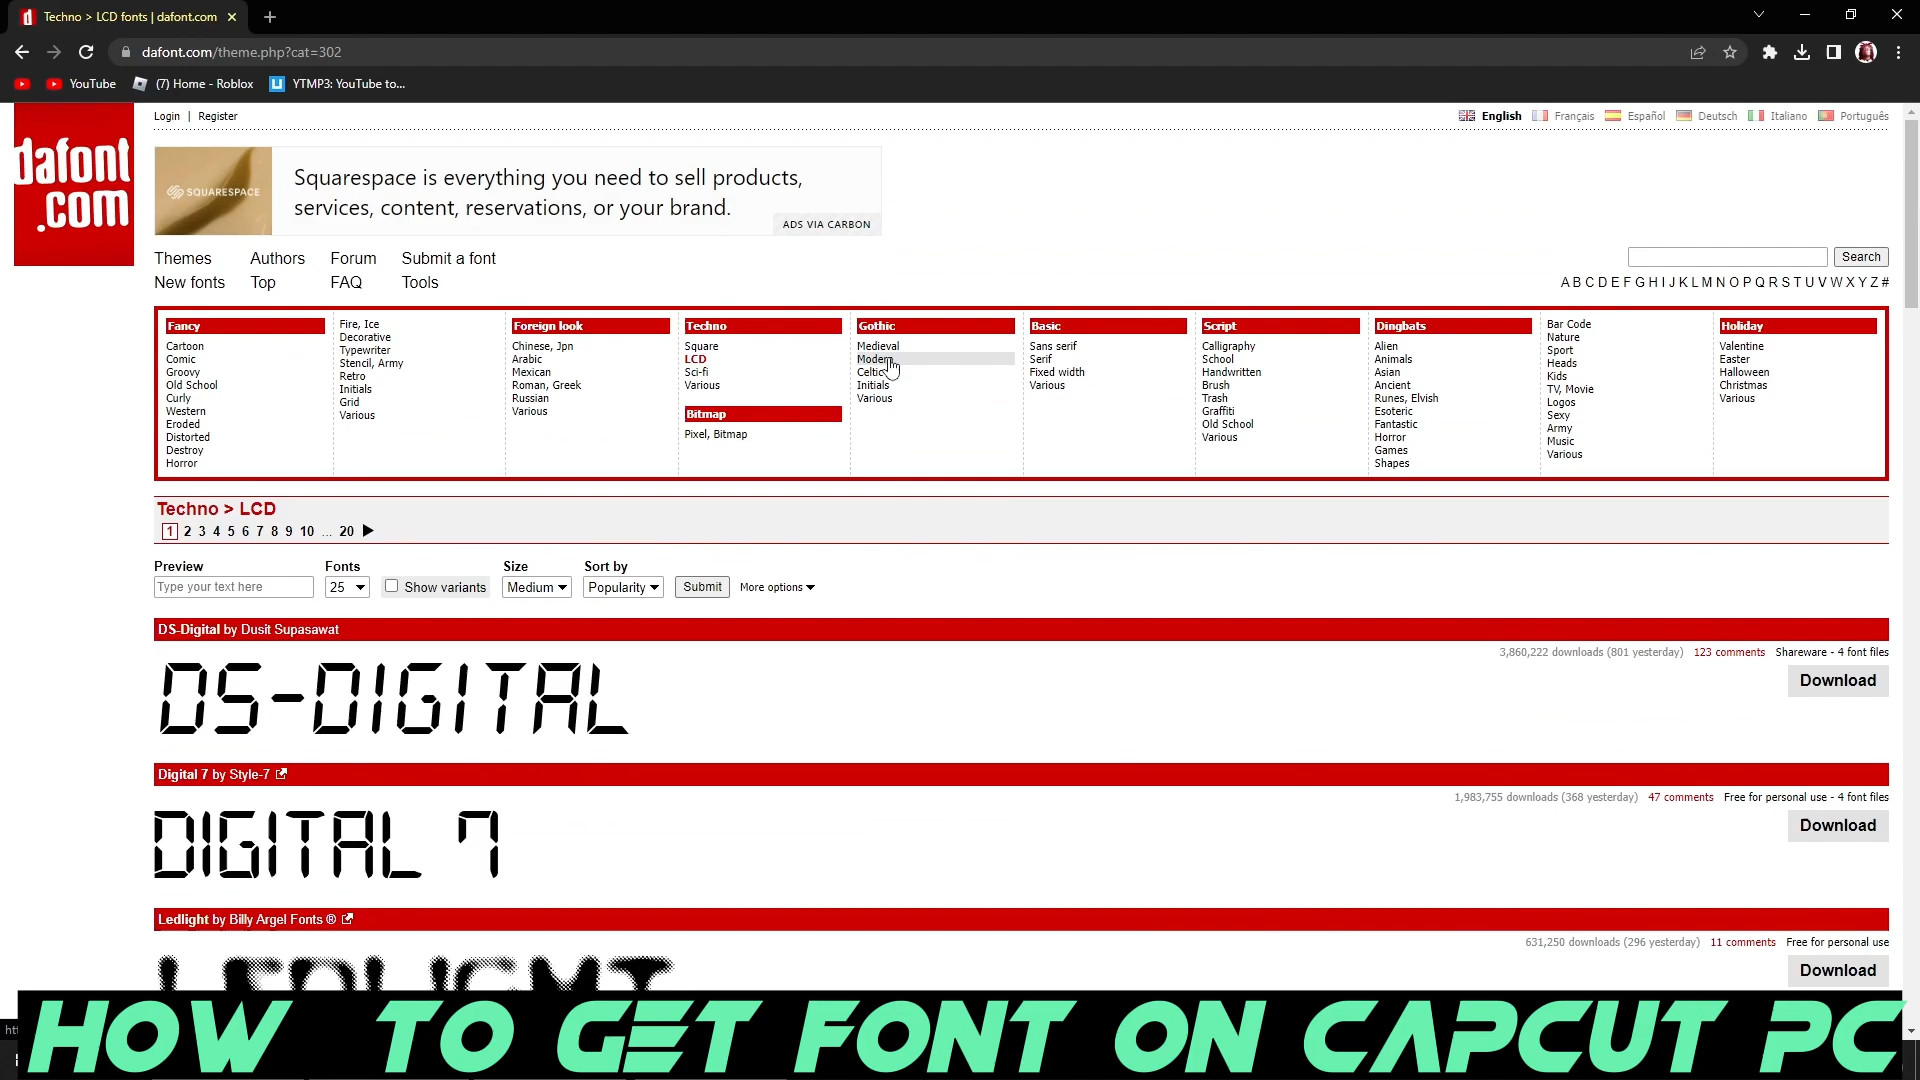 Techno > LCD fonts | dafont.com
dafont.com/theme.php?cat=302
YouTube (7) Home - Roblox YTMP3: YouTube to...
dafont
.com
Login | Register
English Français Español Deutsch Italiano Português
SQUARESPACE
Squarespace is everything you need to sell products,
services, content, reservations, or your brand.
ADS VIA CARBON
Themes Authors Forum Submit a font
New fonts Top FAQ Tools
Search
A B C D E F G H I J K L M N O P Q R S T U V W X Y Z #
Fancy
Cartoon
Comic
Groovy
Old School
Curly
Western
Eroded
Distorted
Destroy
Horror
Fire, Ice
Decorative
Typewriter
Stencil, Army
Retro
Initials
Grid
Various
Foreign look
Chinese, Jpn
Arabic
Mexican
Roman, Greek
Russian
Various
Techno
Square
LCD
Sci-fi
Various
Bitmap
Pixel, Bitmap
Gothic
Medieval
Modern
Celtic
Initials
Various
Basic
Sans serif
Serif
Fixed width
Various
Script
Calligraphy
School
Handwritten
Brush
Trash
Graffiti
Old School
Various
Dingbats
Alien
Animals
Asian
Ancient
Runes, Elvish
Esoteric
Fantastic
Horror
Games
Shapes
Bar Code
Nature
Sport
Heads
Kids
TV, Movie
Logos
Sexy
Army
Music
Various
Holiday
Valentine
Easter
Halloween
Christmas
Various
Techno > LCD
1 2 3 4 5 6 7 8 9 10 ... 20
Preview Fonts Size Sort by
Type your text here 25 Show variants Medium Popularity Submit More options
DS-Digital by Dusit Supasawat
3,860,222 downloads (801 yesterday) 123 comments Shareware - 4 font files
Download
DS-DIGITAL
Digital 7 by Style-7
1,983,755 downloads (368 yesterday) 47 comments Free for personal use - 4 font files
Download
DIGITAL 7
Ledlight by Billy Argel Fonts ®
631,250 downloads (296 yesterday) 11 comments Free for personal use
Download
LEDLIGHT
HOW TO GET FONT ON CAPCUT PC